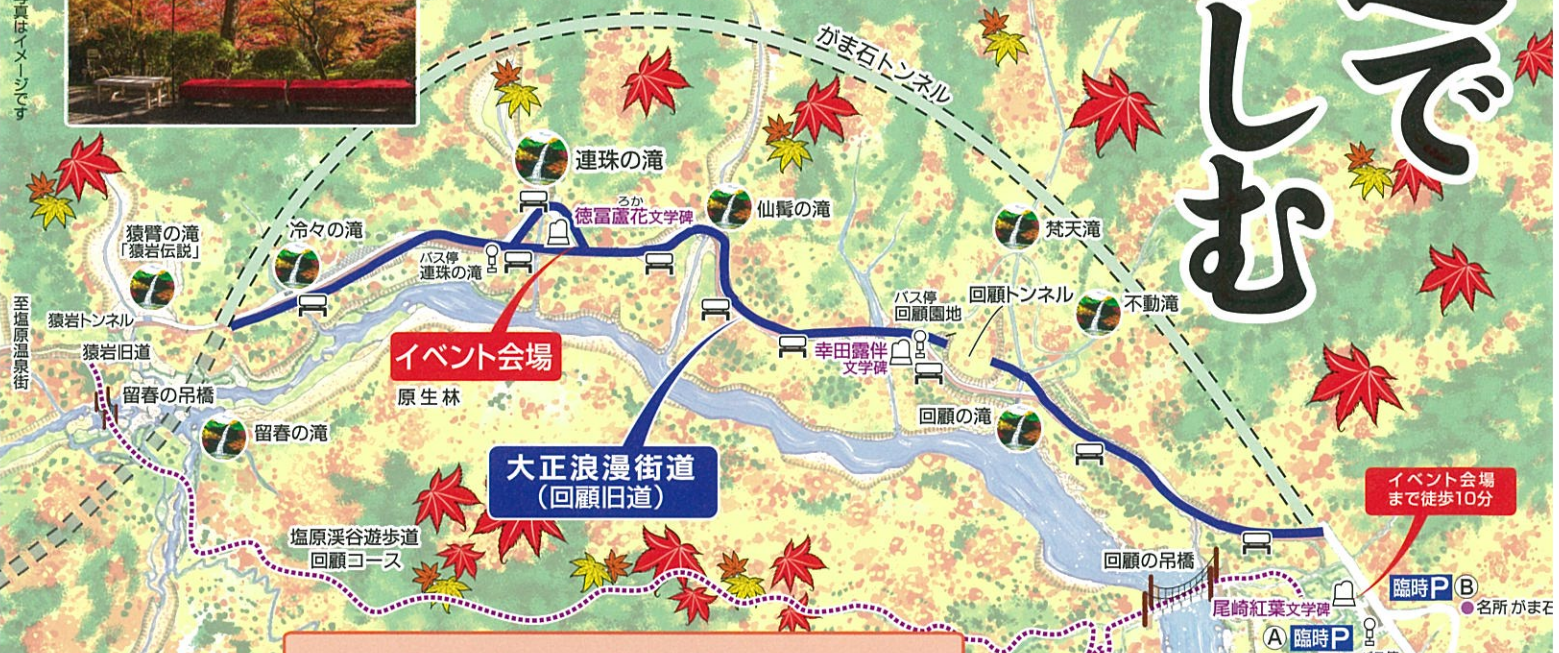 写真はイメージです
で
しむ
がま石トンネル
連珠の滝
ろか
徳冨蘆花文学碑
仙髯の滝
梵天滝
猿臂の滝
「猿岩伝説」
冷々の滝
バス停
連珠の滝
バス停
回顧園地
回顧トンネル
不動滝
猿岩トンネル
至塩原温泉街
猿岩旧道
イベント会場
幸田露伴
文学碑
原生林
留春の吊橋
留春の滝
回顧の滝
大正浪漫街道
(回顧旧道)
イベント会場
まで徒歩10分
塩原渓谷遊歩道
回顧コース
回顧の吊橋
臨時P B
尾崎紅葉文学碑
名所 がま石
A 臨時P